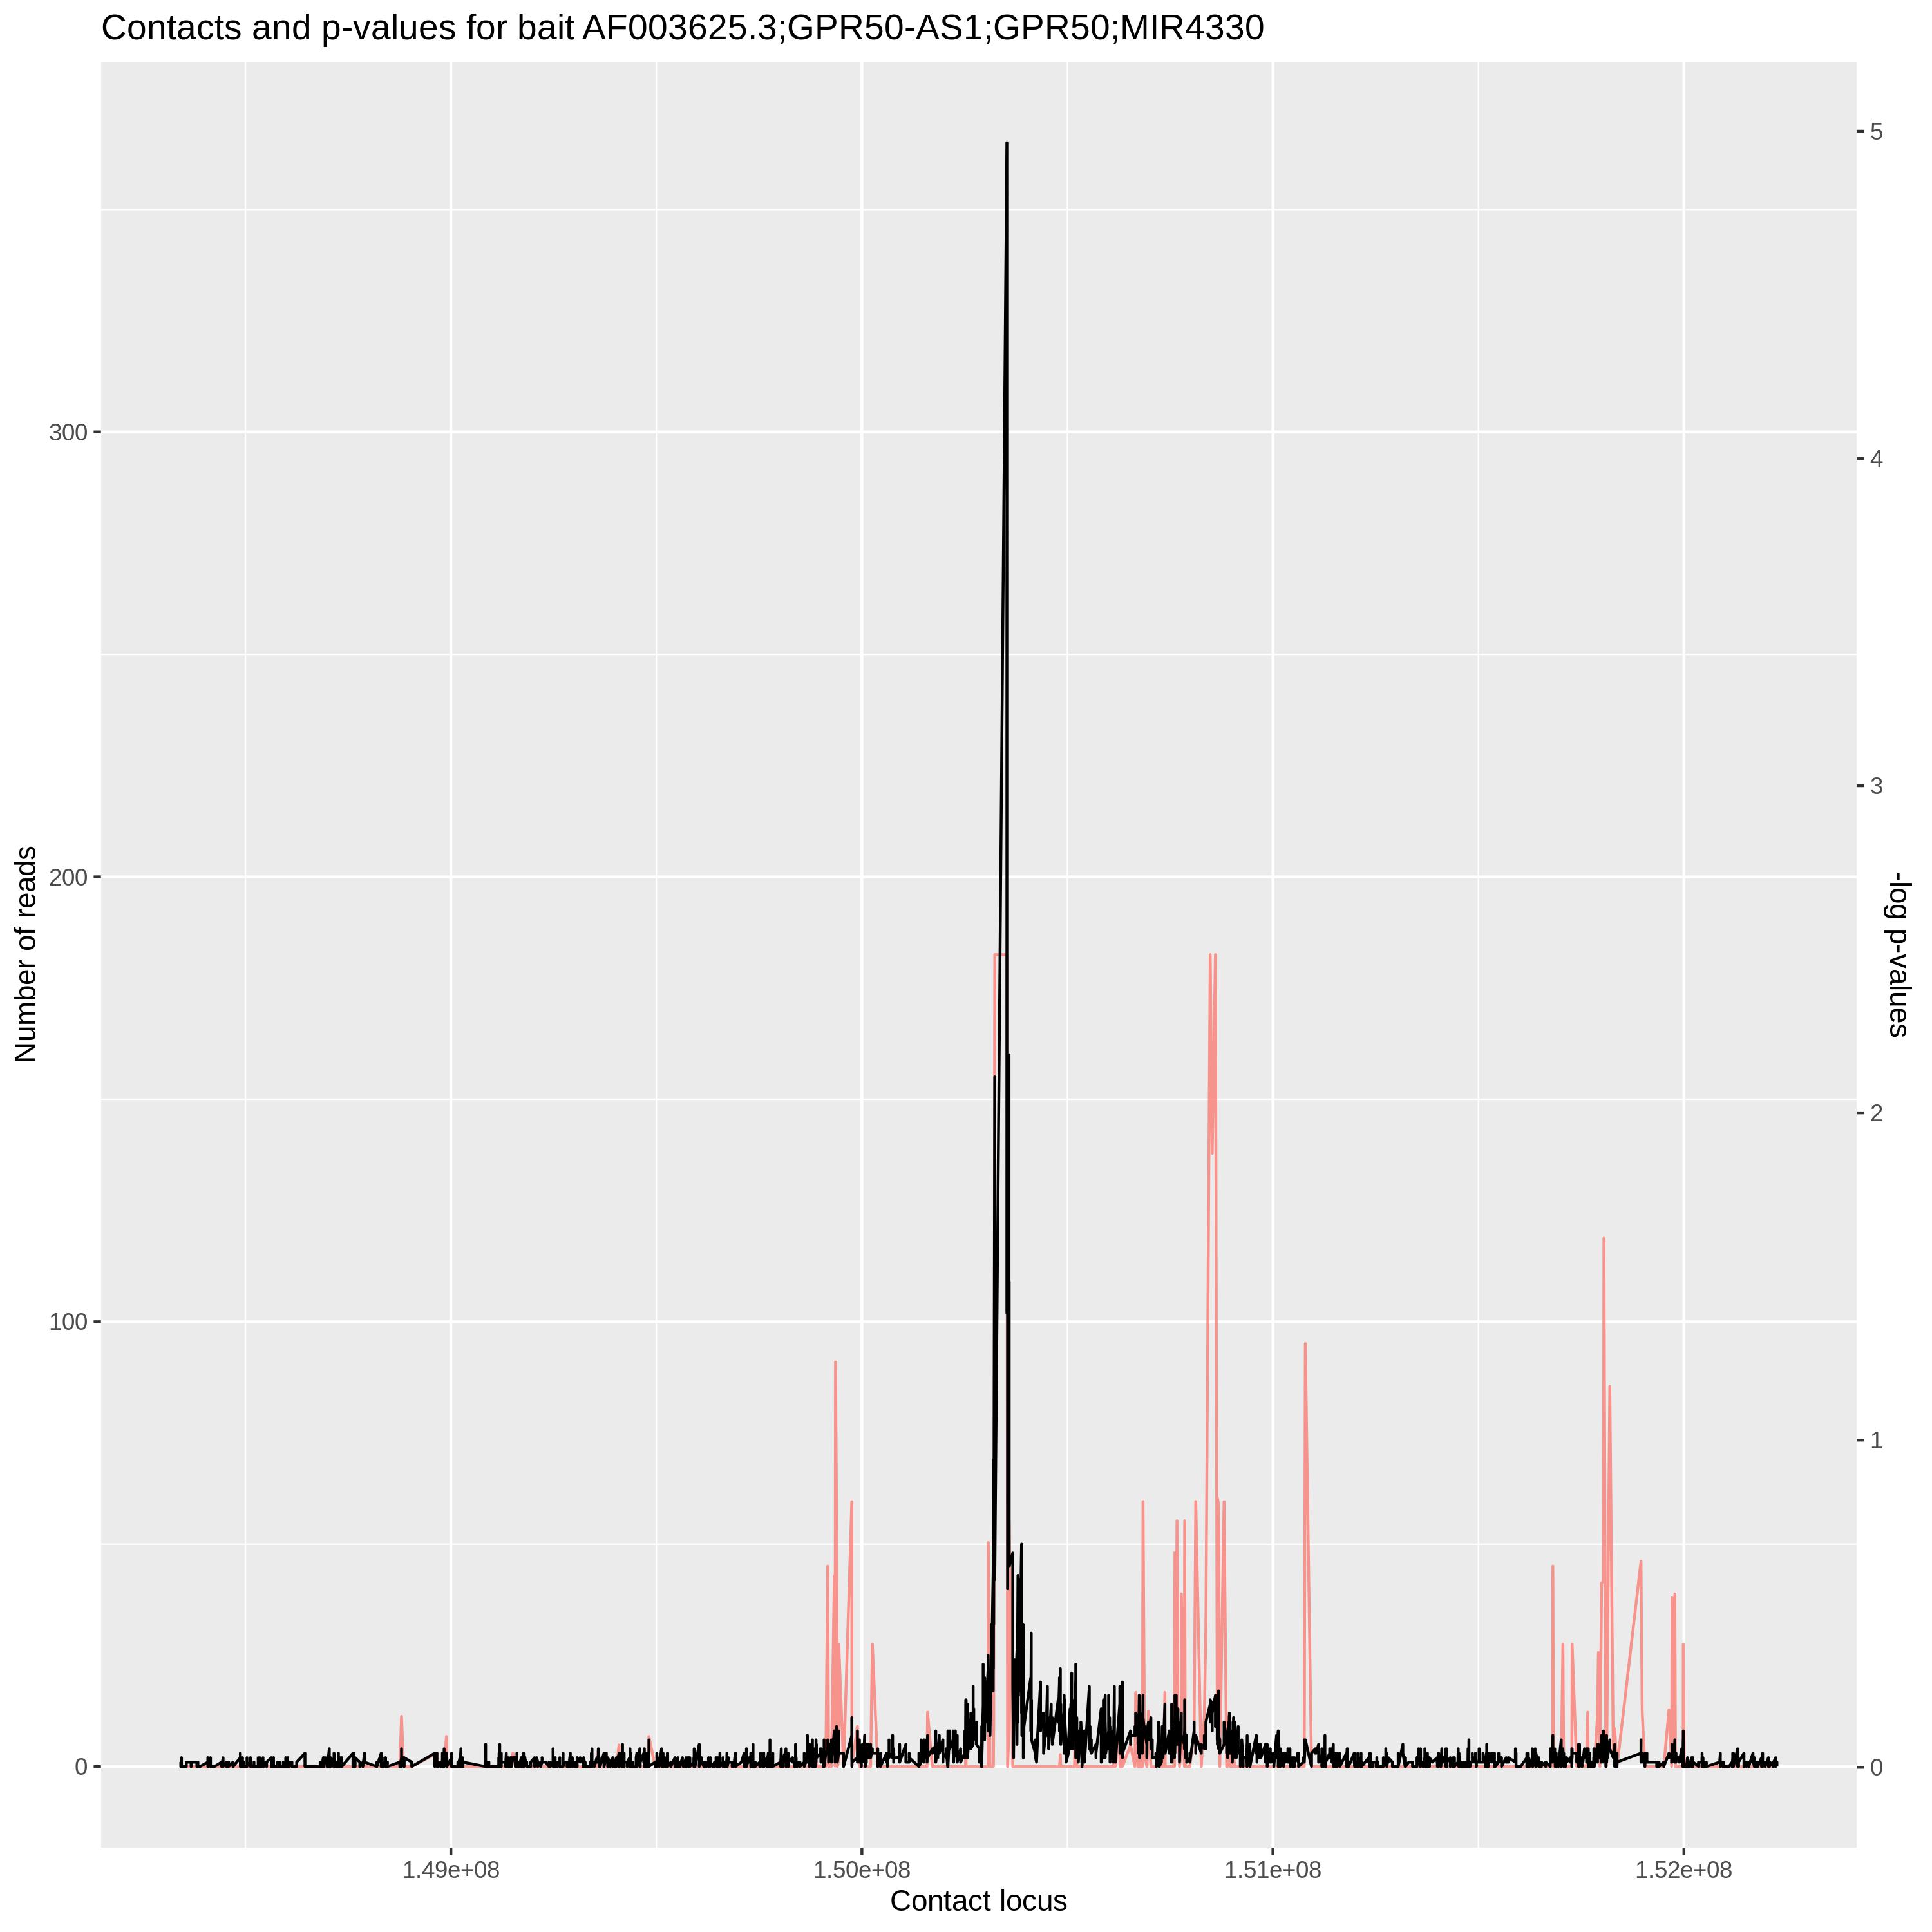 Contacts and p-values for bait AF003625.3;GPR50-AS1;GPR50;MIR4330
Number of reads
300
200
100
0
5
4
3
2
1
0
-log p-values
1.49e+08
1.50e+08
1.51e+08
1.52e+08
Contact locus